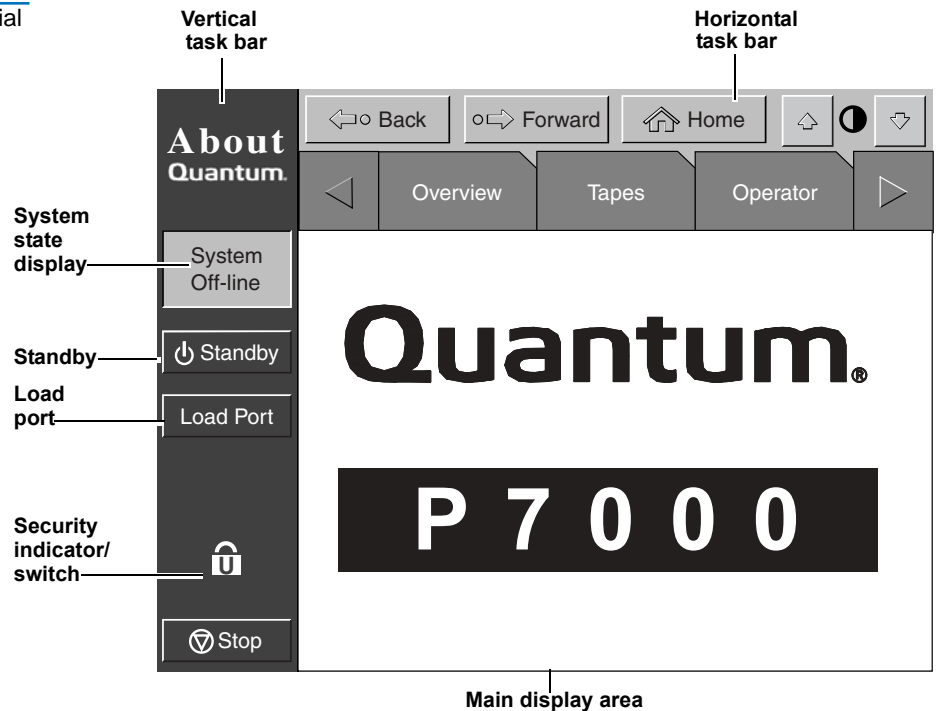 ial
Vertical
task bar
Horizontal
task bar
About
Quantum.
Back
Forward
Home
Overview
Tapes
Operator
System
state
display
System
Off-line
Standby
Standby
Load
port
Load Port
Quantum®
P 7 0 0 0
Security
indicator/
switch
U
Stop
Main display area